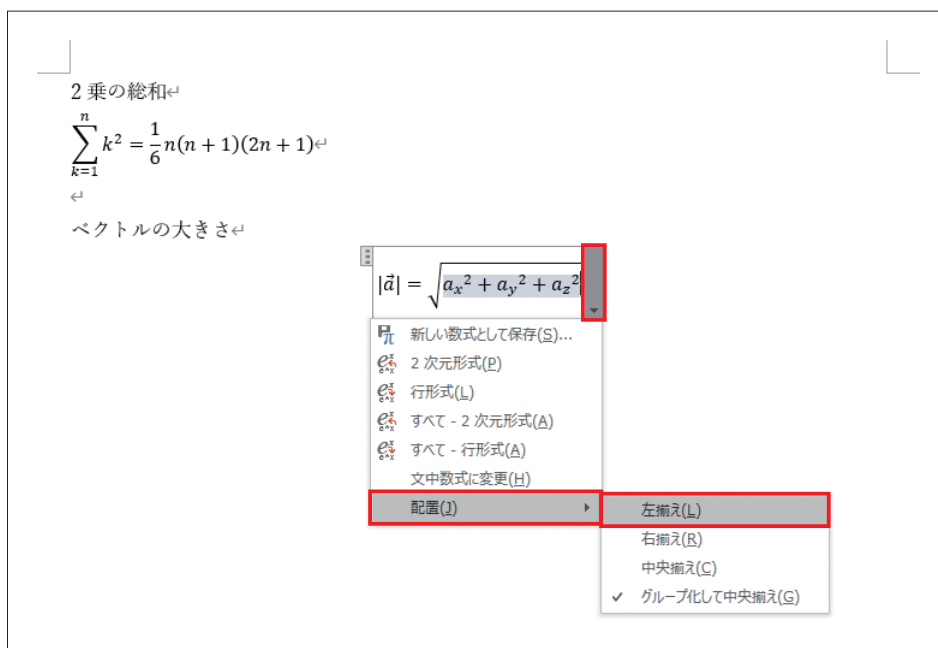 2 乗の総和↵
n
∑ k² = 1/6 n(n + 1)(2n + 1)↵
k=1
↵
ベクトルの大きさ↵
|a⃗| = √(aₓ² + a_y² + a_z²)
新しい数式として保存(S)...
2 次元形式(P)
行形式(L)
すべて - 2 次元形式(A)
すべて - 行形式(A)
文中数式に変更(H)
配置(J)
左揃え(L)
右揃え(R)
中央揃え(C)
✓ グループ化して中央揃え(G)